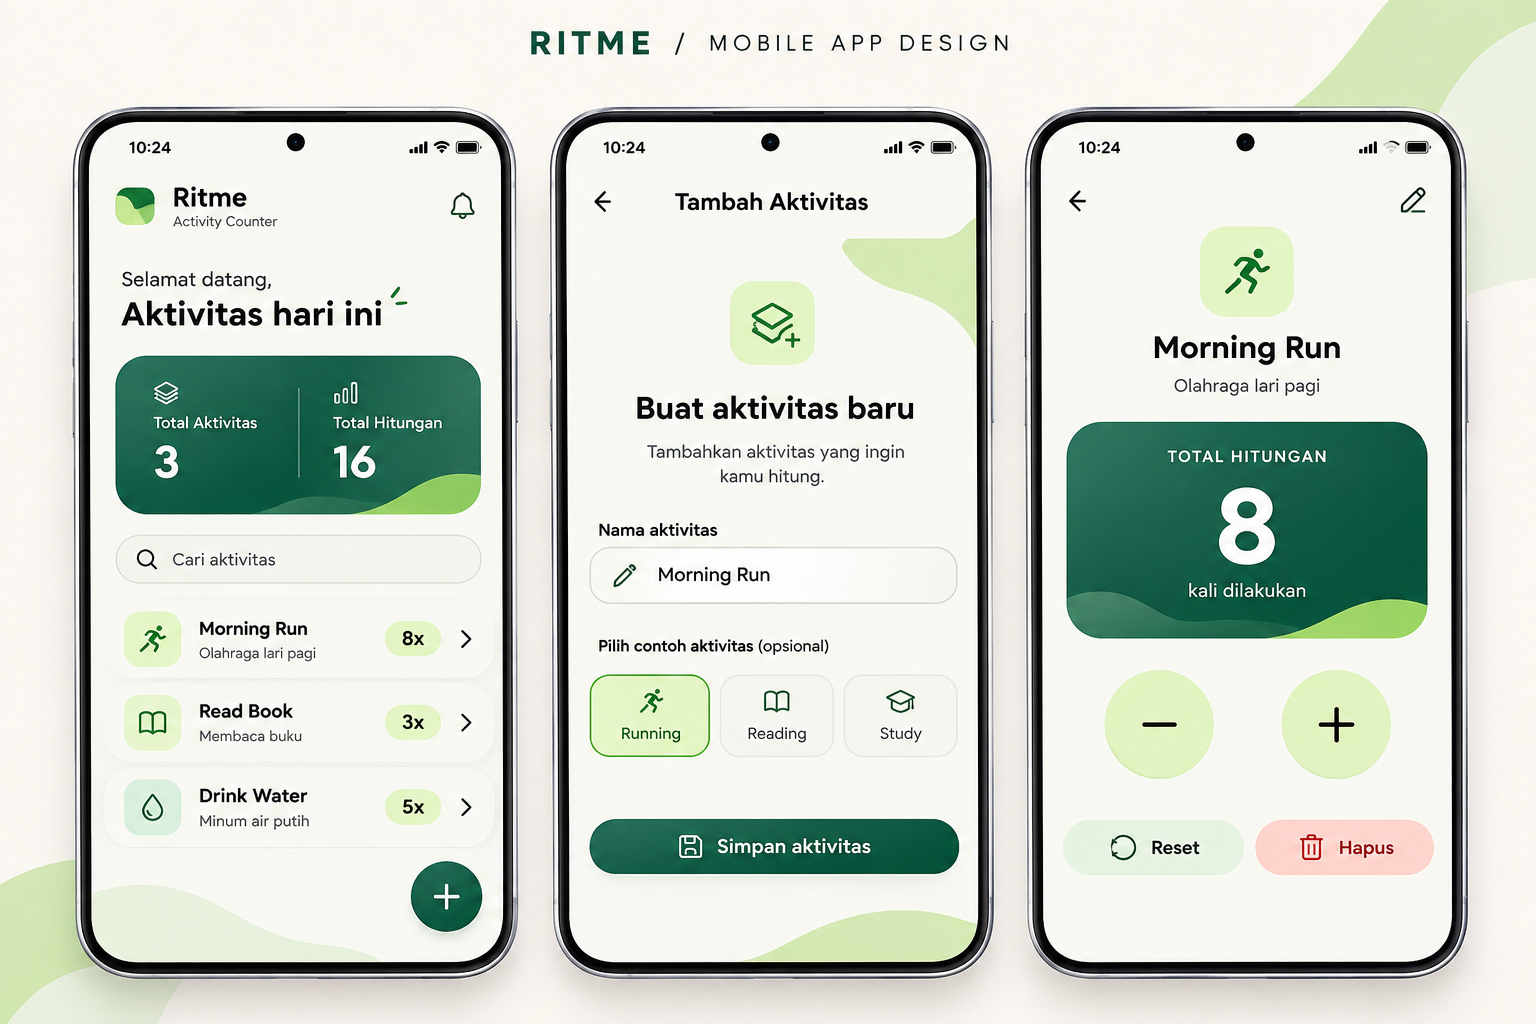 RITME / MOBILE APP DESIGN
10:24
Ritme
Activity Counter
Selamat datang,
Aktivitas hari ini
Total Aktivitas
3
Total Hitungan
16
Cari aktivitas
Morning Run
Olahraga lari pagi
8x
Read Book
Membaca buku
3x
Drink Water
Minum air putih
5x
10:24
Tambah Aktivitas
Buat aktivitas baru
Tambahkan aktivitas yang ingin
kamu hitung.
Nama aktivitas
Morning Run
Pilih contoh aktivitas (opsional)
Running
Reading
Study
Simpan aktivitas
10:24
Morning Run
Olahraga lari pagi
TOTAL HITUNGAN
8
kali dilakukan
Reset
Hapus